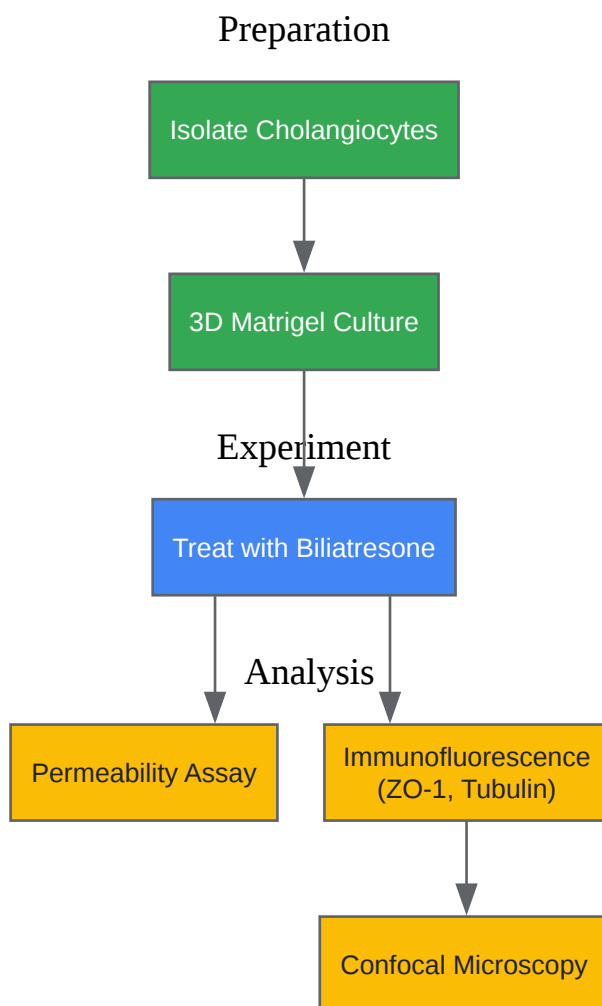 Preparation
Isolate Cholangiocytes
3D Matrigel Culture
Experiment
Treat with Biliatresone
Analysis
Permeability Assay
Immunofluorescence
(ZO-1, Tubulin)
Confocal Microscopy